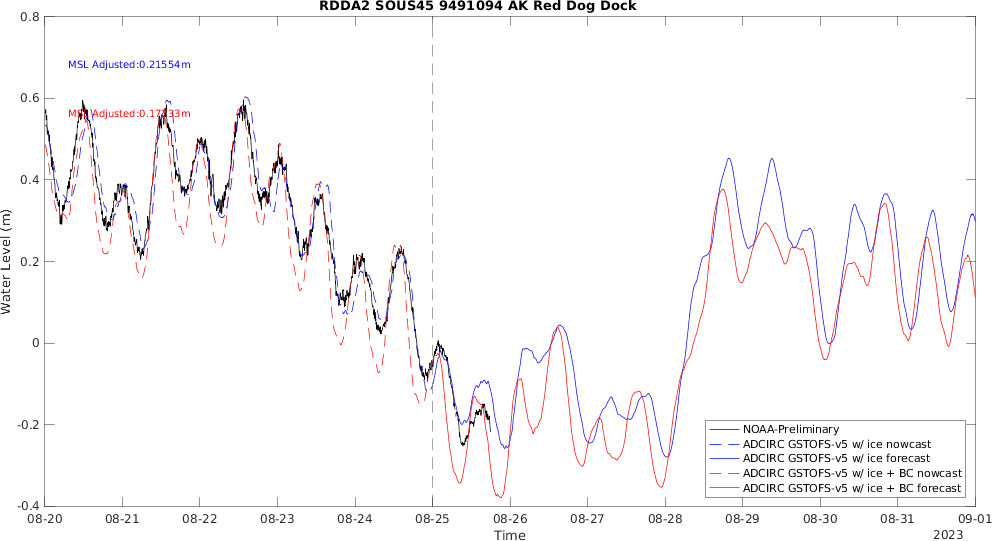 RDDA2 SOUS45 9491094 AK Red Dog Dock
0.8
0.6
0.4
0.2
0
-0.2
-0.4
Water Level (m)
MSL Adjusted:0.21554m
MSL Adjusted:0.17133m
NOAA-Preliminary
ADCIRC GSTOFS-v5 w/ ice nowcast
ADCIRC GSTOFS-v5 w/ ice forecast
ADCIRC GSTOFS-v5 w/ ice + BC nowcast
ADCIRC GSTOFS-v5 w/ ice + BC forecast
08-20 08-21 08-22 08-23 08-24 08-25 08-26 08-27 08-28 08-29 08-30 08-31 09-01
Time
2023